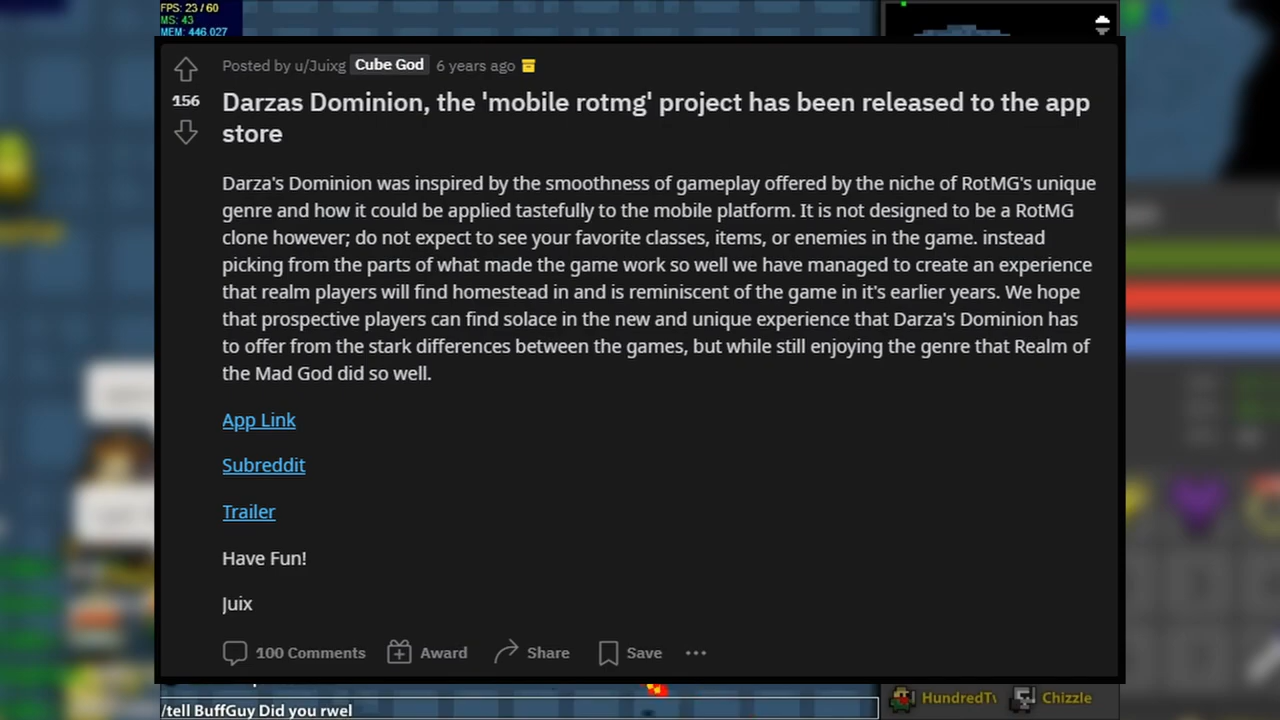 FPS: 23 / 60
MS: 43
MEM: 446,027
Posted by u/Juixg Cube God 6 years ago
156
Darzas Dominion, the 'mobile rotmg' project has been released to the app
store
Darza's Dominion was inspired by the smoothness of gameplay offered by the niche of RotMG's unique
genre and how it could be applied tastefully to the mobile platform. It is not designed to be a RotMG
clone however; do not expect to see your favorite classes, items, or enemies in the game. instead
picking from the parts of what made the game work so well we have managed to create an experience
that realm players will find homestead in and is reminiscent of the game in it's earlier years. We hope
that prospective players can find solace in the new and unique experience that Darza's Dominion has
to offer from the stark differences between the games, but while still enjoying the genre that Realm of
the Mad God did so well.
App Link
Subreddit
Trailer
Have Fun!
Juix
100 Comments Award Share Save
/tell BuffGuy Did you rwel
Chizzle